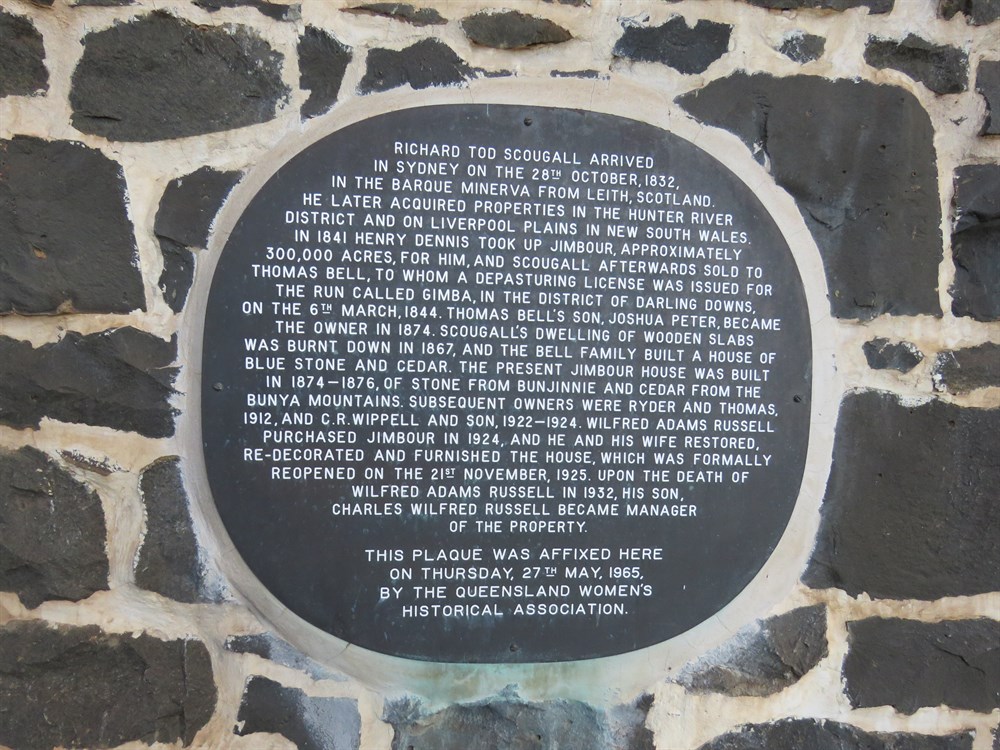 RICHARD TOD SCOUGALL ARRIVED
IN SYDNEY ON THE 28TH OCTOBER, 1832,
IN THE BARQUE MINERVA FROM LEITH, SCOTLAND.
HE LATER ACQUIRED PROPERTIES IN THE HUNTER RIVER
DISTRICT AND ON LIVERPOOL PLAINS IN NEW SOUTH WALES.
IN 1841 HENRY DENNIS TOOK UP JIMBOUR, APPROXIMATELY
300,000 ACRES, FOR HIM, AND SCOUGALL AFTERWARDS SOLD TO
THOMAS BELL, TO WHOM A DEPASTURING LICENSE WAS ISSUED FOR
THE RUN CALLED GIMBA, IN THE DISTRICT OF DARLING DOWNS,
ON THE 6TH MARCH, 1844. THOMAS BELL'S SON, JOSHUA PETER, BECAME
THE OWNER IN 1874. SCOUGALL'S DWELLING OF WOODEN SLABS
WAS BURNT DOWN IN 1867, AND THE BELL FAMILY BUILT A HOUSE OF
BLUE STONE AND CEDAR. THE PRESENT JIMBOUR HOUSE WAS BUILT
IN 1874-1876, OF STONE FROM BUNJINNIE AND CEDAR FROM THE
BUNYA MOUNTAINS. SUBSEQUENT OWNERS WERE RYDER AND THOMAS,
1912, AND C.R. WIPPELL AND SON, 1922-1924. WILFRED ADAMS RUSSELL
PURCHASED JIMBOUR IN 1924, AND HE AND HIS WIFE RESTORED,
RE-DECORATED AND FURNISHED THE HOUSE, WHICH WAS FORMALLY
REOPENED ON THE 21ST NOVEMBER, 1925. UPON THE DEATH OF
WILFRED ADAMS RUSSELL IN 1932, HIS SON,
CHARLES WILFRED RUSSELL BECAME MANAGER
OF THE PROPERTY.
THIS PLAQUE WAS AFFIXED HERE
ON THURSDAY, 27TH MAY, 1965,
BY THE QUEENSLAND WOMEN'S
HISTORICAL ASSOCIATION.